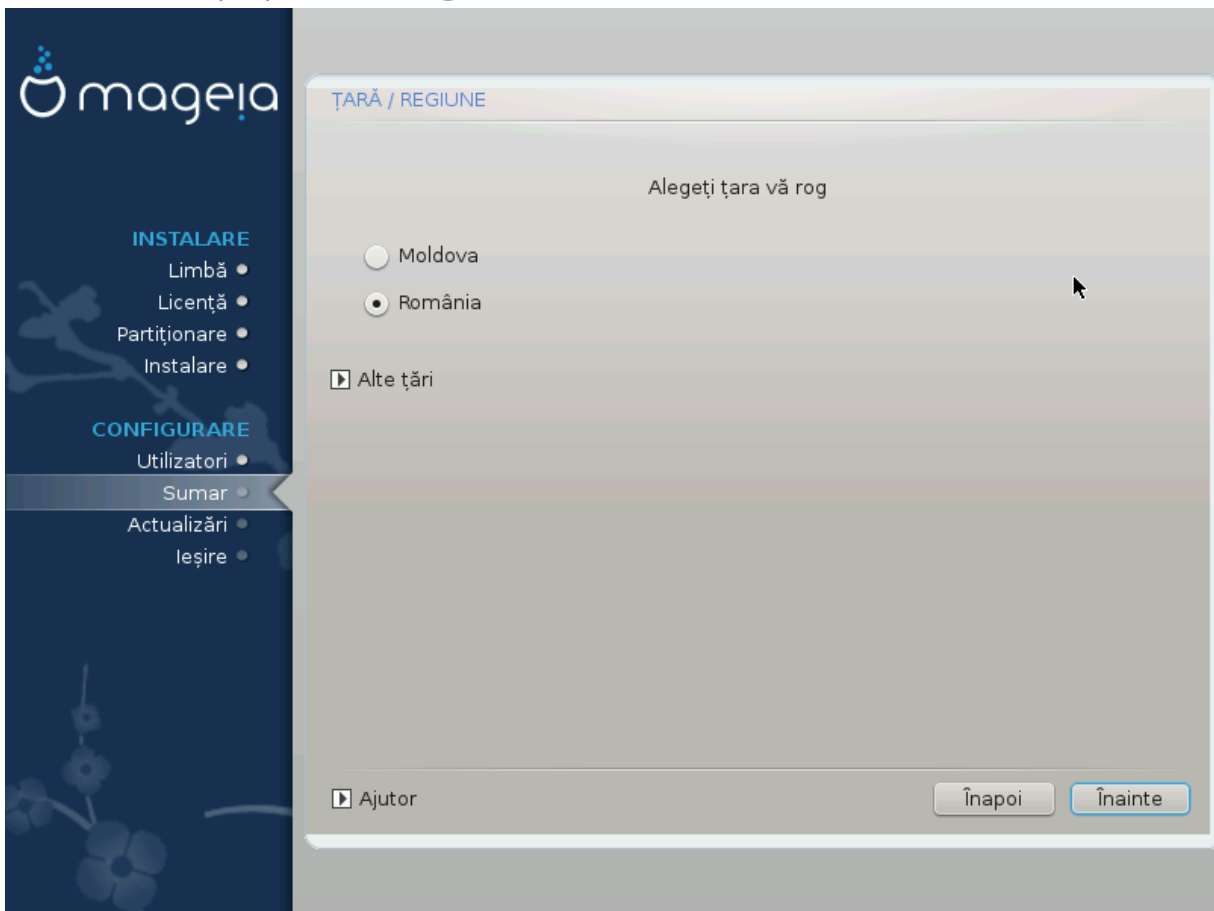 mageia
INSTALARE
Limbă
Licență
Partiționare
Instalare
CONFIGURARE
Utilizatori
Sumar
Actualizări
Ieșire
ȚARĂ / REGIUNE
Alegeți țara vă rog
Moldova
România
Alte țări
Ajutor
Înapoi
Înainte